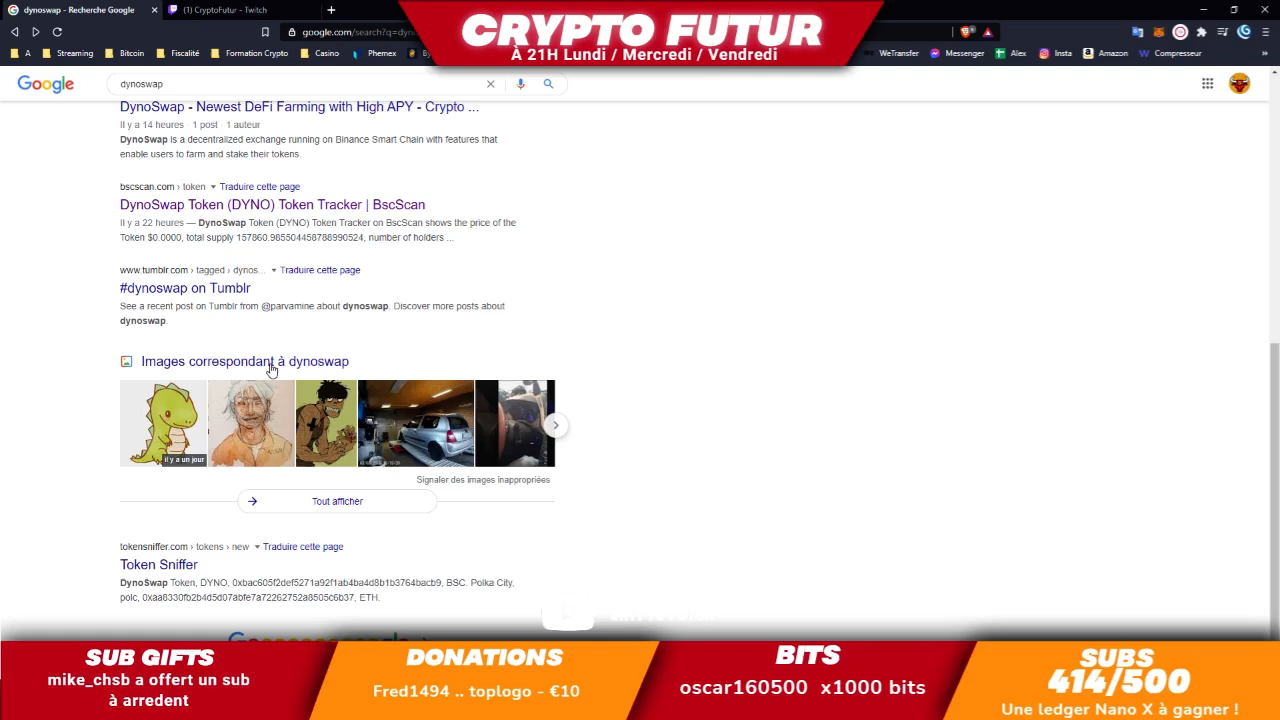 dynoswap - Recherche Google
(1) CryptoFutur - Twitch
google.com/search?q=dyno
A
Streaming
Bitcoin
Fiscalité
Formation Crypto
Casino
Phemex
WeTransfer
Messenger
Alex
Insta
Amazon
Compresseur
CRYPTO FUTUR
À 21H Lundi / Mercredi / Vendredi
Google
dynoswap
DynoSwap - Newest DeFi Farming with High APY - Crypto ...
Il y a 14 heures · 1 post · 1 auteur
DynoSwap is a decentralized exchange running on Binance Smart Chain with features that
enable users to farm and stake their tokens.
bscscan.com › token ▾ Traduire cette page
DynoSwap Token (DYNO) Token Tracker | BscScan
Il y a 22 heures — DynoSwap Token (DYNO) Token Tracker on BscScan shows the price of the
Token $0.0000, total supply 157860.985504458788990524, number of holders ...
www.tumblr.com › tagged › dynos... ▾ Traduire cette page
#dynoswap on Tumblr
See a recent post on Tumblr from @parvamine about dynoswap. Discover more posts about
dynoswap.
Images correspondant à dynoswap
il y a un jour
Signaler des images inappropriées
Tout afficher
tokensniffer.com › tokens › new ▾ Traduire cette page
Token Sniffer
DynoSwap Token, DYNO, 0xbac605f2def5271a92f1ab4ba4d8b1b3764bacb9, BSC. Polka City,
polc, 0xaa8330fb2b4d5d07abfe7a72262752a8505c6b37, ETH.
SUB GIFTS
mike_chsb a offert un sub
à arredent
DONATIONS
Fred1494 .. toplogo - €10
BITS
oscar160500 x1000 bits
SUBS
414/500
Une ledger Nano X à gagner !